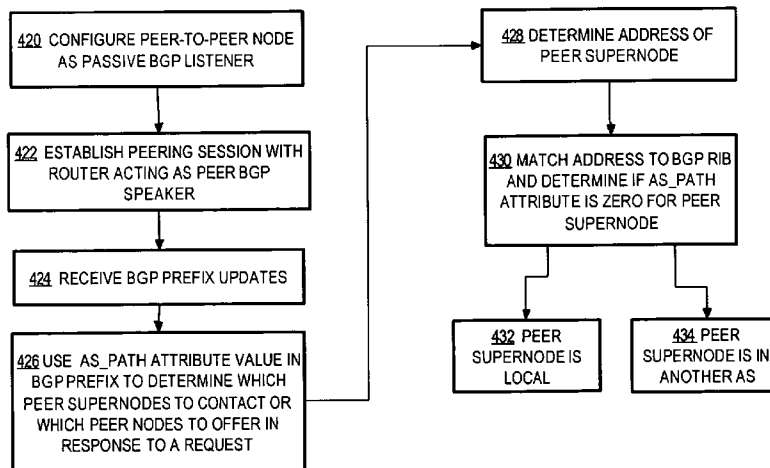 420 CONFIGURE PEER-TO-PEER NODE
AS PASSIVE BGP LISTENER
422 ESTABLISH PEERING SESSION WITH
ROUTER ACTING AS PEER BGP
SPEAKER
424 RECEIVE BGP PREFIX UPDATES
426 USE AS_PATH ATTRIBUTE VALUE IN
BGP PREFIX TO DETERMINE WHICH
PEER SUPERNODES TO CONTACT OR
WHICH PEER NODES TO OFFER IN
RESPONSE TO A REQUEST
428 DETERMINE ADDRESS OF
PEER SUPERNODE
430 MATCH ADDRESS TO BGP RIB
AND DETERMINE IF AS_PATH
ATTRIBUTE IS ZERO FOR PEER
SUPERNODE
432 PEER
SUPERNODE IS
LOCAL
434 PEER
SUPERNODE IS IN
ANOTHER AS